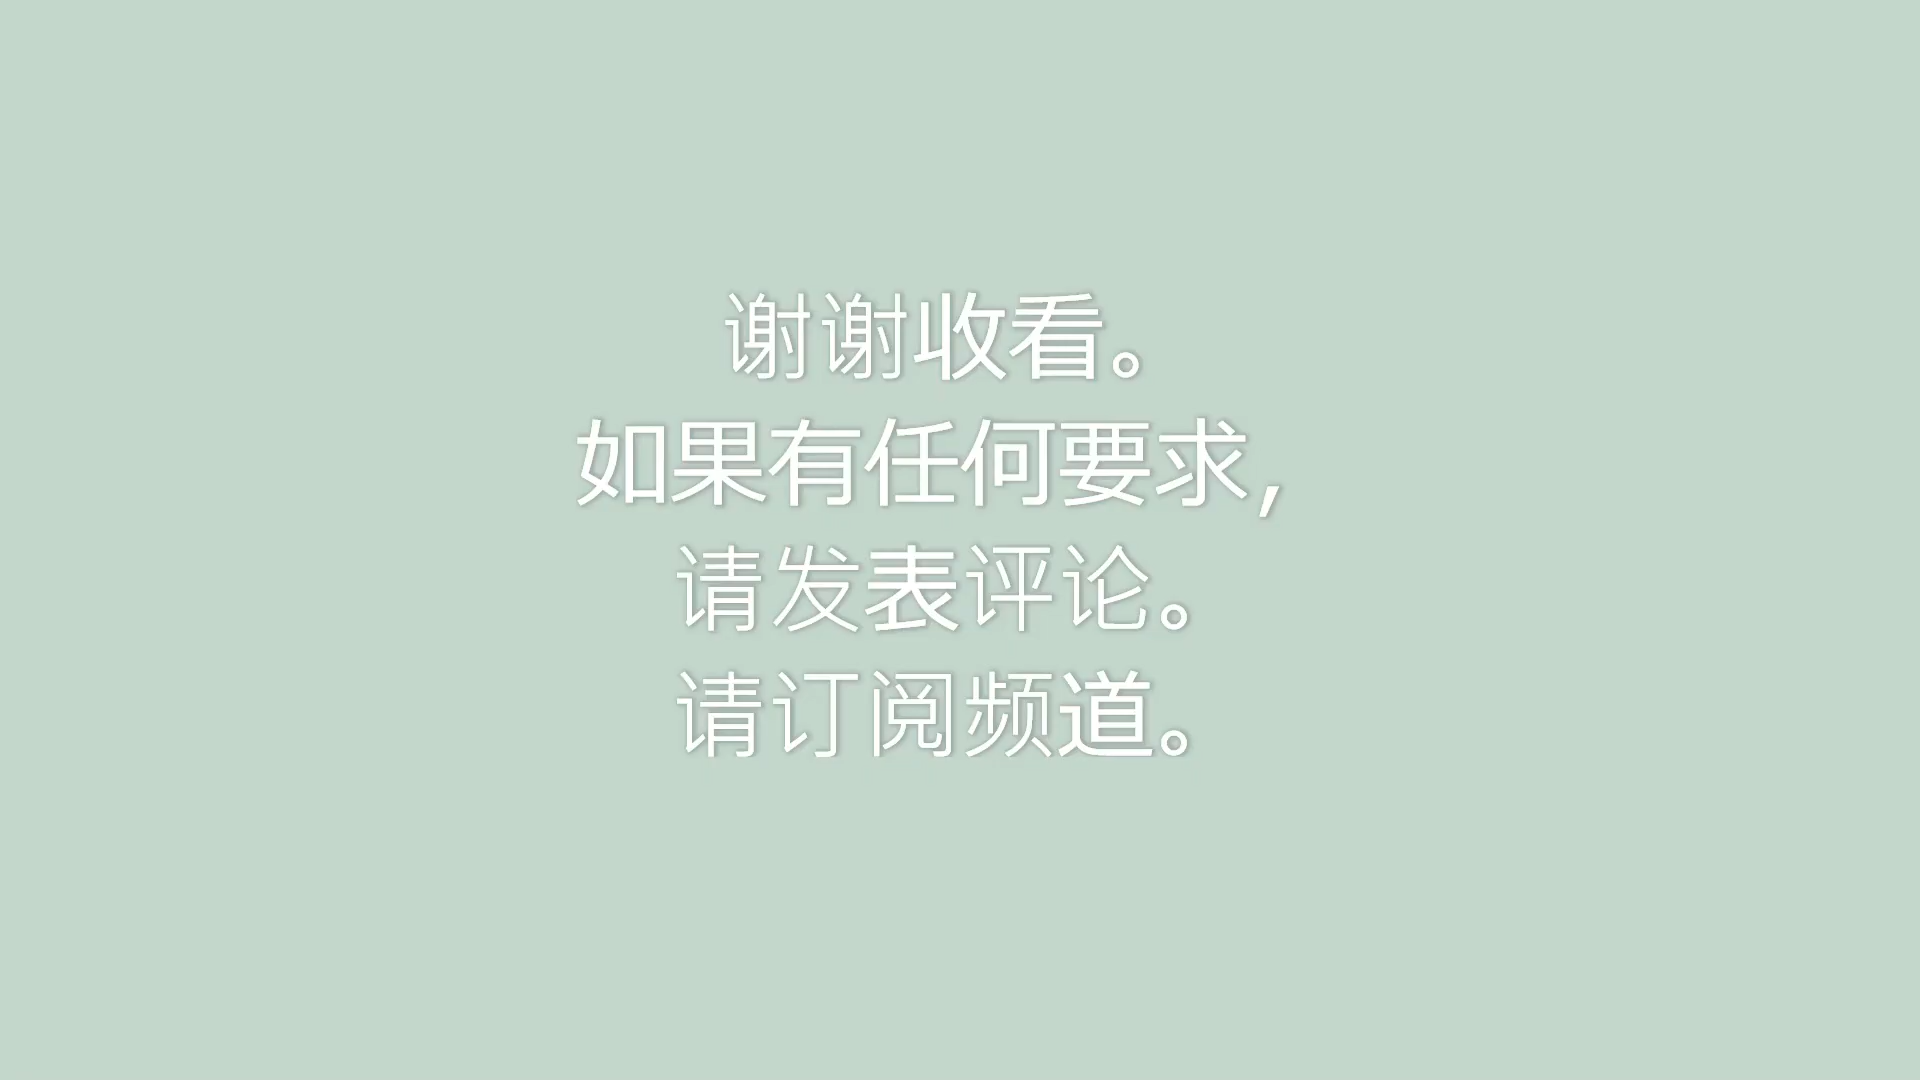 谢谢收看。
如果有任何要求，
请发表评论。
请订阅频道。